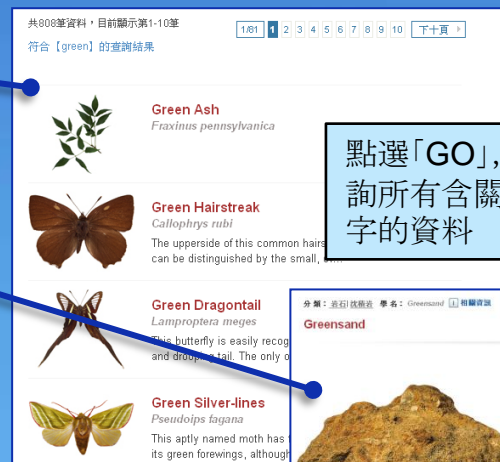 共808筆資料，目前顯示第1-10筆
1/81 1 2 3 4 5 6 7 8 9 10 下十頁
符合【green】的查詢結果
Green Ash
Fraxinus pennsylvanica
點選「GO」,
詢所有含關
字的資料
Green Hairstreak
Callophrys rubi
The upperside of this common hairs
can be distinguished by the small,
Green Dragontail
Lamproptera meges
This butterfly is easily recog
and drooping tail. The only o
分類：岩石|沈積岩 學名：Greensand i 相關資訊
Greensand
Green Silver-lines
Pseudoips fagana
This aptly named moth has
its green forewings, although